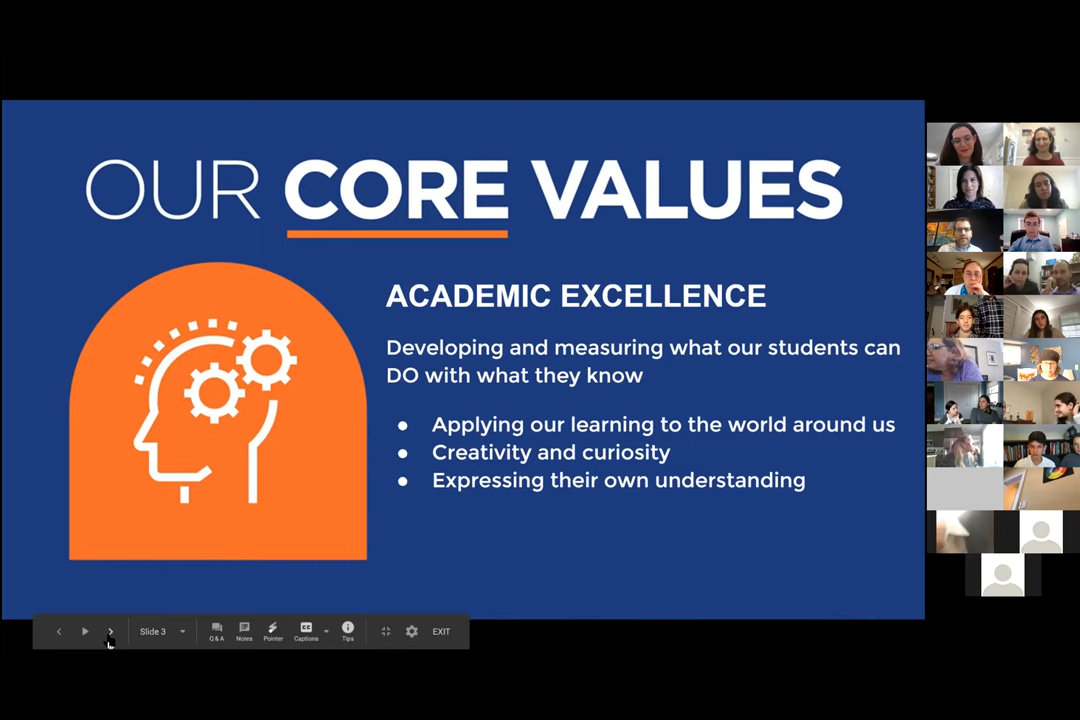 OUR CORE VALUES
ACADEMIC EXCELLENCE
Developing and measuring what our students can
DO with what they know
● Applying our learning to the world around us
● Creativity and curiosity
● Expressing their own understanding
Slide 3
Q & A
Notes
Pointer
CC
Captions
Tips
EXIT